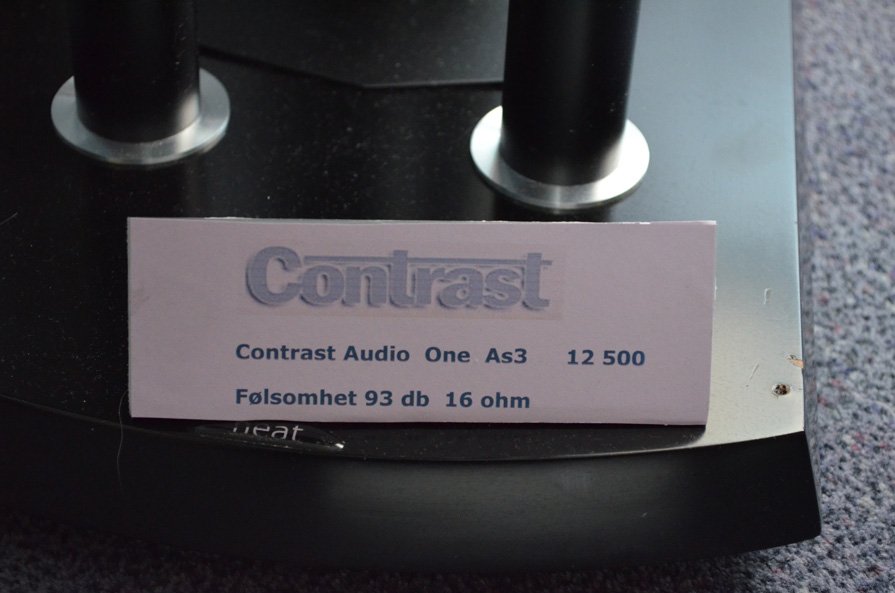 Contrast
Contrast Audio One As3 12 500
Følsomhet 93 db 16 ohm